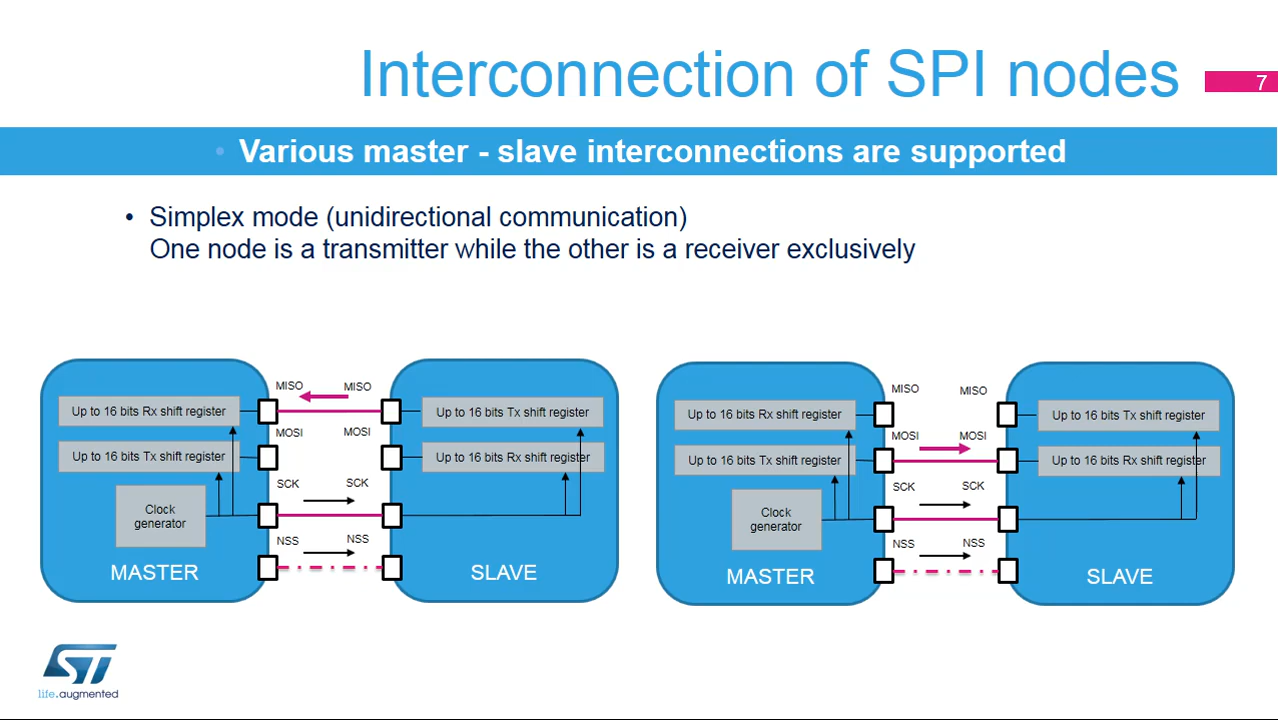 Interconnection of SPI nodes
7
• Various master - slave interconnections are supported
• Simplex mode (unidirectional communication)
One node is a transmitter while the other is a receiver exclusively
MISO MISO
Up to 16 bits Rx shift register
Up to 16 bits Tx shift register
MOSI MOSI
Up to 16 bits Tx shift register
Up to 16 bits Rx shift register
SCK SCK
Clock
generator
NSS NSS
MASTER
SLAVE
MISO MISO
Up to 16 bits Rx shift register
Up to 16 bits Tx shift register
MOSI MOSI
Up to 16 bits Tx shift register
Up to 16 bits Rx shift register
SCK SCK
Clock
generator
NSS NSS
MASTER
SLAVE
ST
life.augmented